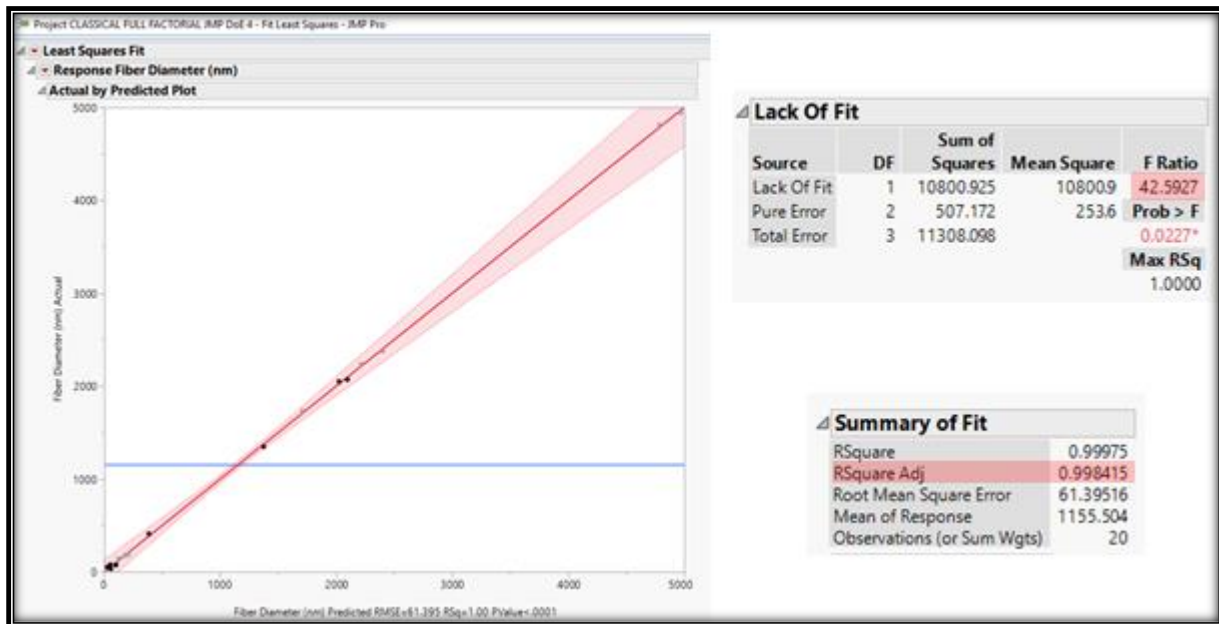 Project CLASSICAL FULL FACTORIAL JMP DoE 4 - Fit Least Squares - JMP Pro
Least Squares Fit
Response Fiber Diameter (nm)
Actual by Predicted Plot
5000
4000
3000
2000
1000
0
Fiber Diameter (nm) Actual
0 1000 2000 3000 4000 5000
Fiber Diameter (nm) Predicted RMSE=61.395 RSq=1.00 PValue<.0001
Lack Of Fit
Sum of
Source DF Squares Mean Square F Ratio
Lack Of Fit 1 10800.925 10800.9 42.5927
Pure Error 2 507.172 253.6 Prob > F
Total Error 3 11308.098 0.0227*
Max RSq
1.0000
Summary of Fit
RSquare 0.99975
RSquare Adj 0.998415
Root Mean Square Error 61.39516
Mean of Response 1155.504
Observations (or Sum Wgts) 20